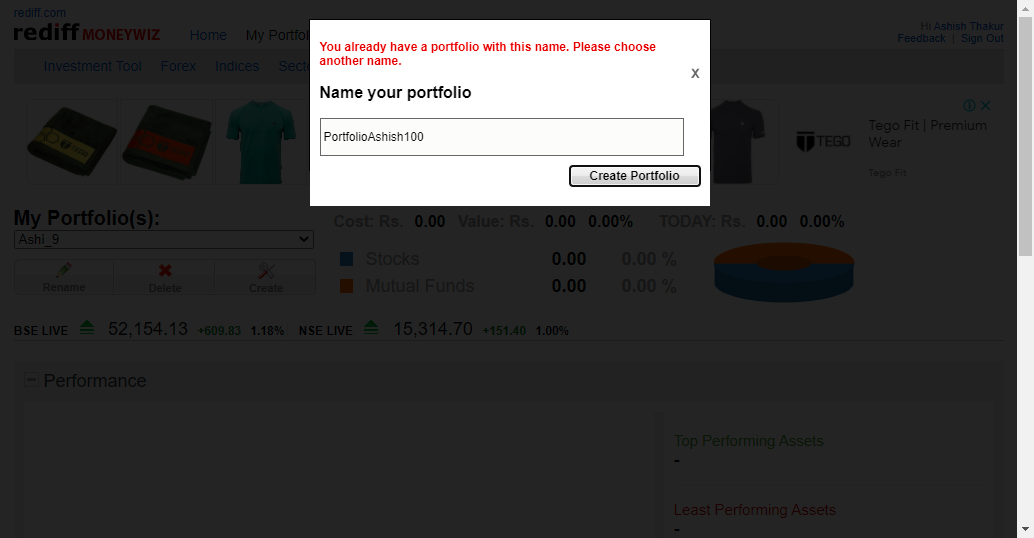 rediff.com
rediff MONEYWIZ
Home My Portfol
Hi Ashish Thakur
Feedback | Sign Out
Investment Tool Forex Indices Sect
You already have a portfolio with this name. Please choose
another name.
X
Name your portfolio
PortfolioAshish100
Create Portfolio
TEGO
Tego Fit | Premium
Wear
Tego Fit
My Portfolio(s):
Ashi_9
Rename Delete Create
Cost: Rs. 0.00 Value: Rs. 0.00 0.00% TODAY: Rs. 0.00 0.00%
Stocks 0.00 0.00 %
Mutual Funds 0.00 0.00 %
BSE LIVE 52,154.13 +609.83 1.18% NSE LIVE 15,314.70 +151.40 1.00%
Performance
Top Performing Assets
-
Least Performing Assets
-